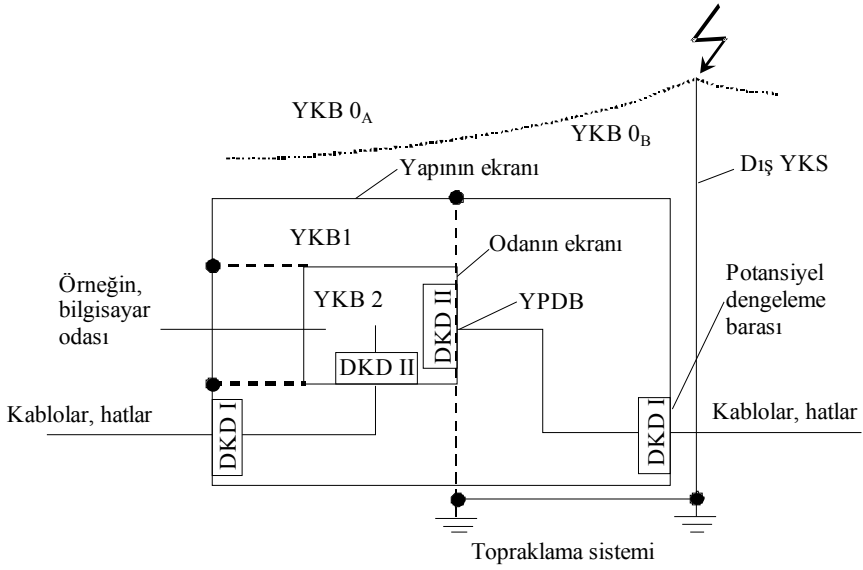 YKB 0A
YKB 0B
Dış YKS
Yapının ekranı
YKB1
Odanın ekranı
Örneğin,
bilgisayar
odası
YKB 2
DKD II
YPDB
Potansiyel
dengeleme
barası
DKD II
Kablolar, hatlar
DKD I
DKD I
Kablolar, hatlar
Topraklama sistemi